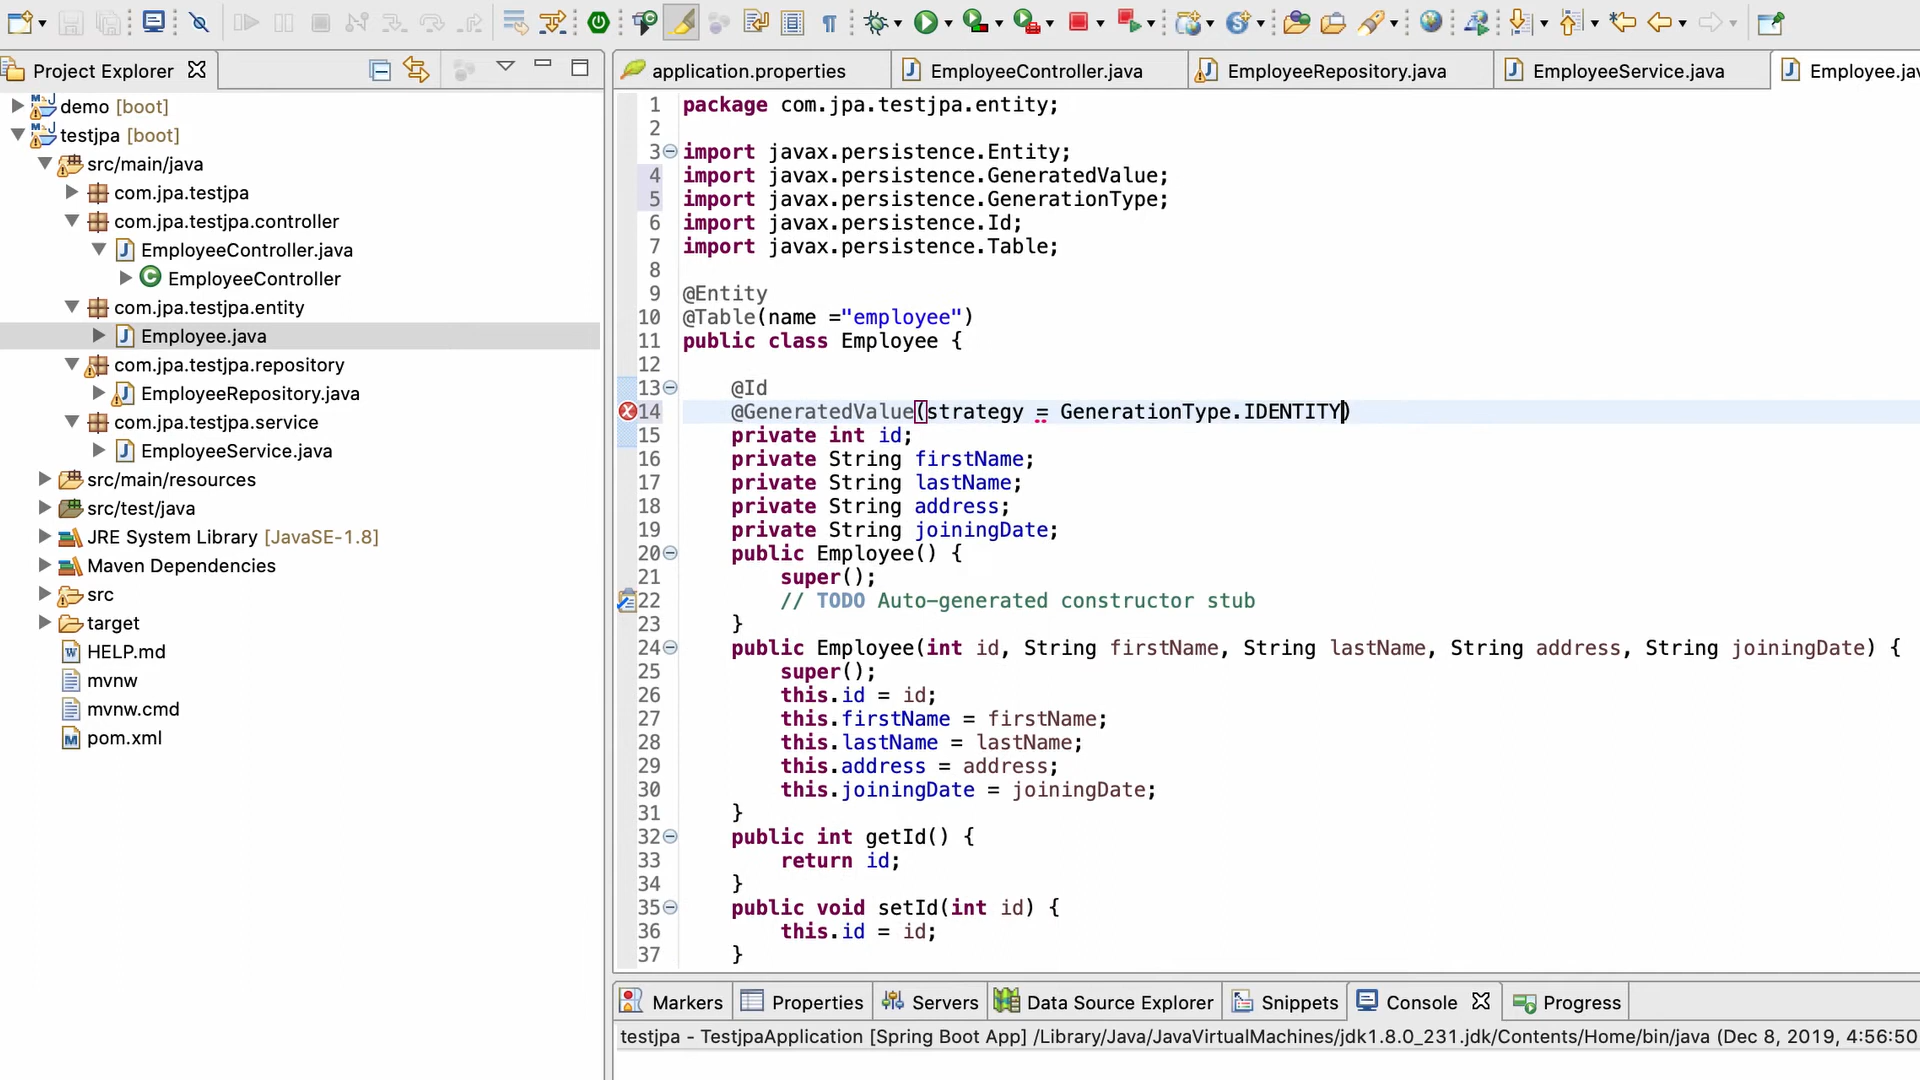 Project Explorer
demo [boot]
testjpa [boot]
src/main/java
com.jpa.testjpa
com.jpa.testjpa.controller
EmployeeController.java
EmployeeController
com.jpa.testjpa.entity
Employee.java
com.jpa.testjpa.repository
EmployeeRepository.java
com.jpa.testjpa.service
EmployeeService.java
src/main/resources
src/test/java
JRE System Library [JavaSE-1.8]
Maven Dependencies
src
target
HELP.md
mvnw
mvnw.cmd
pom.xml
application.properties EmployeeController.java EmployeeRepository.java EmployeeService.java Employee.jav
1 package com.jpa.testjpa.entity;
2
3 import javax.persistence.Entity;
4 import javax.persistence.GeneratedValue;
5 import javax.persistence.GenerationType;
6 import javax.persistence.Id;
7 import javax.persistence.Table;
8
9 @Entity
10 @Table(name ="employee")
11 public class Employee {
12
13 @Id
14 @GeneratedValue(strategy = GenerationType.IDENTITY)
15 private int id;
16 private String firstName;
17 private String lastName;
18 private String address;
19 private String joiningDate;
20 public Employee() {
21 super();
22 // TODO Auto-generated constructor stub
23 }
24 public Employee(int id, String firstName, String lastName, String address, String joiningDate) {
25 super();
26 this.id = id;
27 this.firstName = firstName;
28 this.lastName = lastName;
29 this.address = address;
30 this.joiningDate = joiningDate;
31 }
32 public int getId() {
33 return id;
34 }
35 public void setId(int id) {
36 this.id = id;
37 }
Markers Properties Servers Data Source Explorer Snippets Console Progress
testjpa - TestjpaApplication [Spring Boot App] /Library/Java/JavaVirtualMachines/jdk1.8.0_231.jdk/Contents/Home/bin/java (Dec 8, 2019, 4:56:50